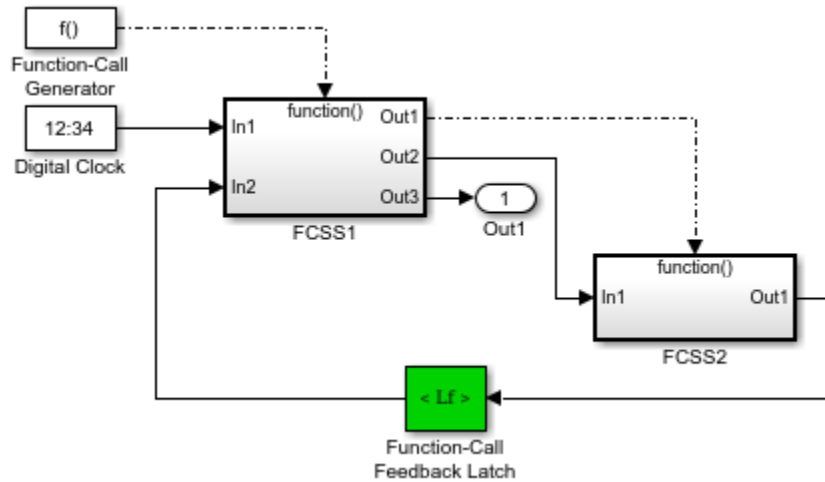 f()
Function-Call
Generator
12:34
Digital Clock
function()
In1
In2
Out1
Out2
Out3
FCSS1
1
Out1
function()
In1
Out1
FCSS2
< Lf >
Function-Call
Feedback Latch